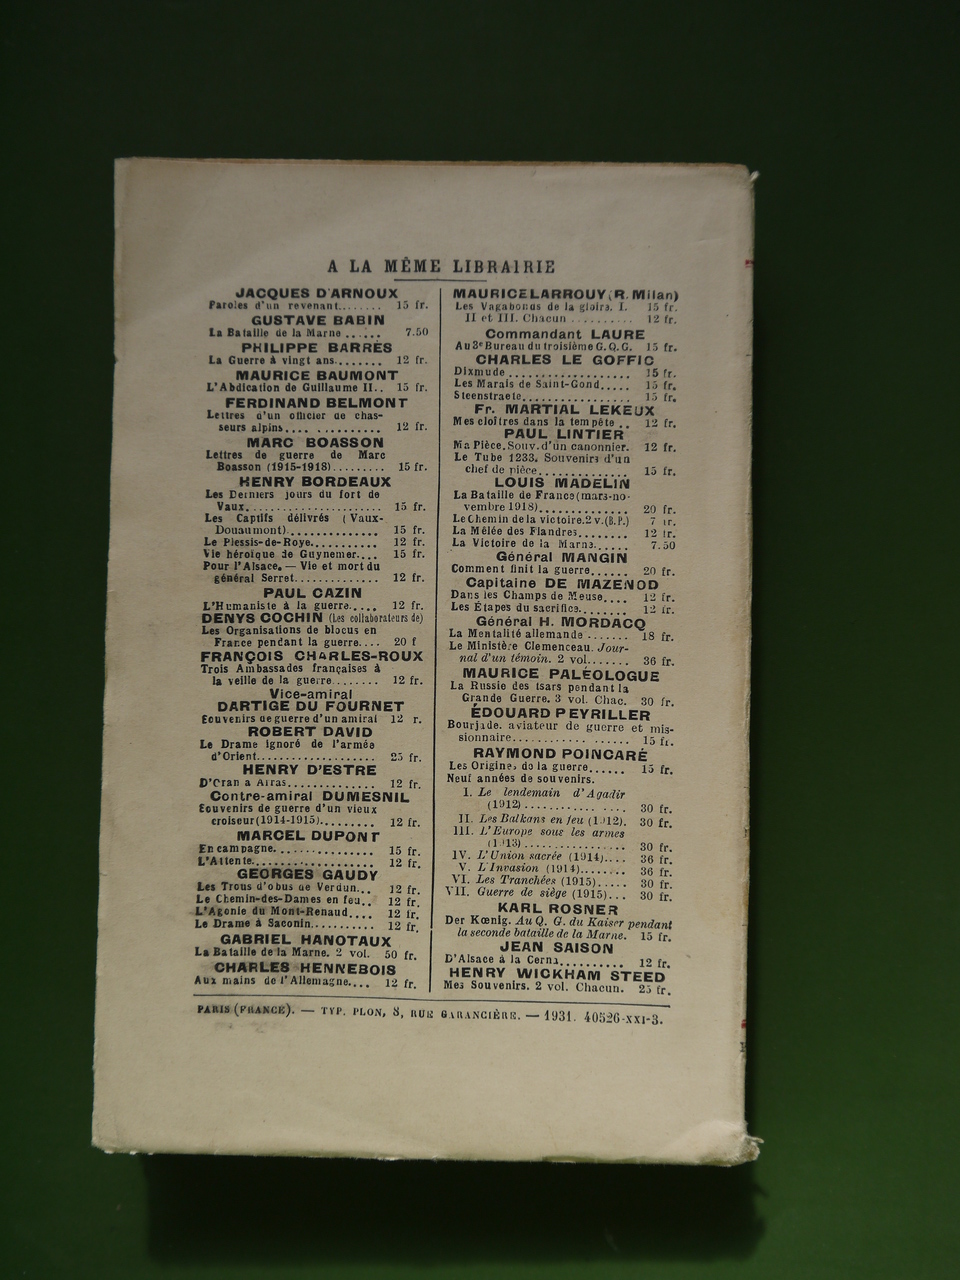 A LA MÊME LIBRAIRIE
JACQUES D'ARNOUX
Paroles d'un revenant........ 15 fr.
GUSTAVE BABIN
La Bataille de la Marne ...... 7.50
PHILIPPE BARRÈS
La Guerre à vingt ans....... 12 fr.
MAURICE BAUMONT
L'Abdication de Guillaume II.. 15 fr.
FERDINAND BELMONT
Lettres d'un officier de chas-
seurs alpins.... .......... 12 fr.
MARC BOASSON
Lettres de guerre de Marc
Boasson (1915-1918)......... 15 fr.
HENRY BORDEAUX
Les Derniers jours du fort de
Vaux....................... 15 fr.
Les Captifs délivrés (Vaux-
Douaumont).............. 15 fr.
Le Plessis-de-Roye.......... 12 fr.
Vie héroïque de Guynemer.... 15 fr.
Pour l'Alsace. — Vie et mort du
général Serret.............. 12 fr.
PAUL CAZIN
L'Humaniste à la guerre..... 12 fr.
DENYS COCHIN (Les collaborateurs de)
Les Organisations de blocus en
France pendant la guerre.... 20 f
FRANÇOIS CHARLES-ROUX
Trois Ambassades françaises à
la veille de la guerre........ 12 fr.
Vice-amiral
DARTIGE DU FOURNET
Souvenirs de guerre d'un amiral 12 r.
ROBERT DAVID
Le Drame ignoré de l'armée
d'Orient.................... 25 fr.
HENRY D'ESTRE
D'Oran a Arras.............. 12 fr.
Contre-amiral DUMESNIL
Souvenirs de guerre d'un vieux
croiseur (1914-1915)......... 12 fr.
MARCEL DUPONT
En campagne................ 15 fr.
L'Attente................... 12 fr.
GEORGES GAUDY
Les Trous d'obus de Verdun... 12 fr.
Le Chemin-des-Dames en feu.. 12 fr.
L'Agonie du Mont-Renaud.... 12 fr.
Le Drame à Saconin.......... 12 fr.
GABRIEL HANOTAUX
La Bataille de la Marne. 2 vol. 50 fr.
CHARLES HENNEBOIS
Aux mains de l'Allemagne.... 12 fr.
MAURICE LARROUY (R. Milan)
Les Vagabonds de la gloire. I. 15 fr.
II et III. Chacun .......... 12 fr.
Commandant LAURE
Au 3e Bureau du troisième G. Q. G. 15 fr.
CHARLES LE GOFFIC
Dixmude .................. 15 fr.
Les Marais de Saint-Gond..... 15 fr.
Steenstraete................ 15 fr.
Fr. MARTIAL LEKEUX
Mes cloîtres dans la tempête .. 12 fr.
PAUL LINTIER
Ma Pièce. Souv. d'un canonnier. 12 fr.
Le Tube 1233. Souvenirs d'un
chef de pièce............. 15 fr.
LOUIS MADELIN
La Bataille de France (mars-no-
vembre 1918)............. 20 fr.
Le Chemin de la victoire. 2 v. (B.P.) 7 fr.
La Mêlée des Flandres........ 12 fr.
La Victoire de la Marne...... 7.50
Général MANGIN
Comment finit la guerre...... 20 fr.
Capitaine DE MAZENOD
Dans les Champs de Meuse.... 12 fr.
Les Étapes du sacrifice........ 12 fr.
Général H. MORDACQ
La Mentalité allemande ....... 18 fr.
Le Ministère Clemenceau. Jour-
nal d'un témoin. 2 vol....... 36 fr.
MAURICE PALÉOLOGUE
La Russie des tsars pendant la
Grande Guerre. 3 vol. Chac. 30 fr.
ÉDOUARD PEYRILLER
Bourjade, aviateur de guerre et mis-
sionnaire.................... 15 fr.
RAYMOND POINCARÉ
Les Origines de la guerre...... 15 fr.
Neuf années de souvenirs.
I. Le lendemain d'Agadir
(1912)................ 30 fr.
II. Les Balkans en feu (1912). 30 fr.
III. L'Europe sous les armes
(1913)................ 30 fr.
IV. L'Union sacrée (1914).... 36 fr.
V. L'Invasion (1914)........ 36 fr.
VI. Les Tranchées (1915)..... 30 fr.
VII. Guerre de siège (1915)... 30 fr.
KARL ROSNER
Der Kœnig. Au Q. G. du Kaiser pendant
la seconde bataille de la Marne. 15 fr.
JEAN SAISON
D'Alsace à la Cerna.......... 12 fr.
HENRY WICKHAM STEED
Mes Souvenirs. 2 vol. Chacun. 25 fr.
PARIS (FRANCE). — TYP. PLON, 8, RUE GARANCIÈRE. — 1931. 40526-XXI-3.